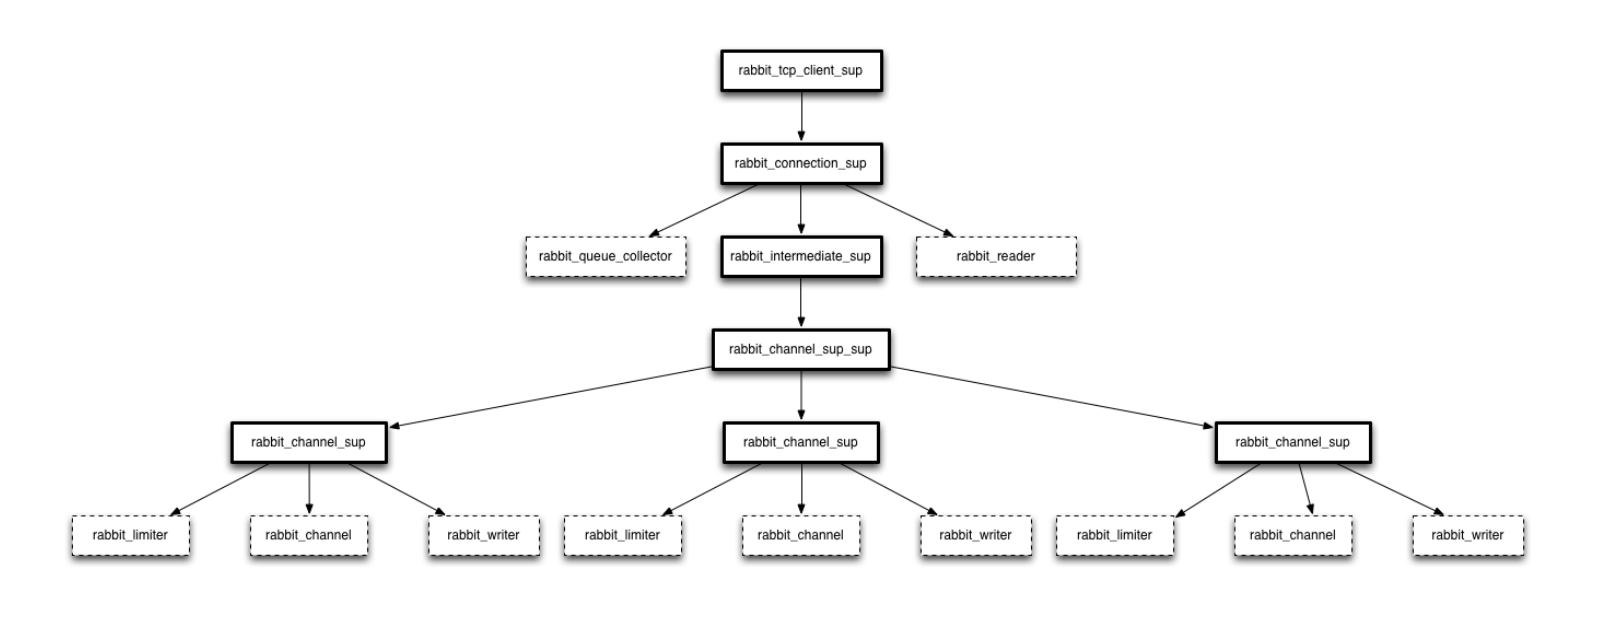 rabbit_tcp_client_sup
rabbit_connection_sup
rabbit_queue_collector
rabbit_intermediate_sup
rabbit_reader
rabbit_channel_sup_sup
rabbit_channel_sup
rabbit_channel_sup
rabbit_channel_sup
rabbit_limiter
rabbit_channel
rabbit_writer
rabbit_limiter
rabbit_channel
rabbit_writer
rabbit_limiter
rabbit_channel
rabbit_writer